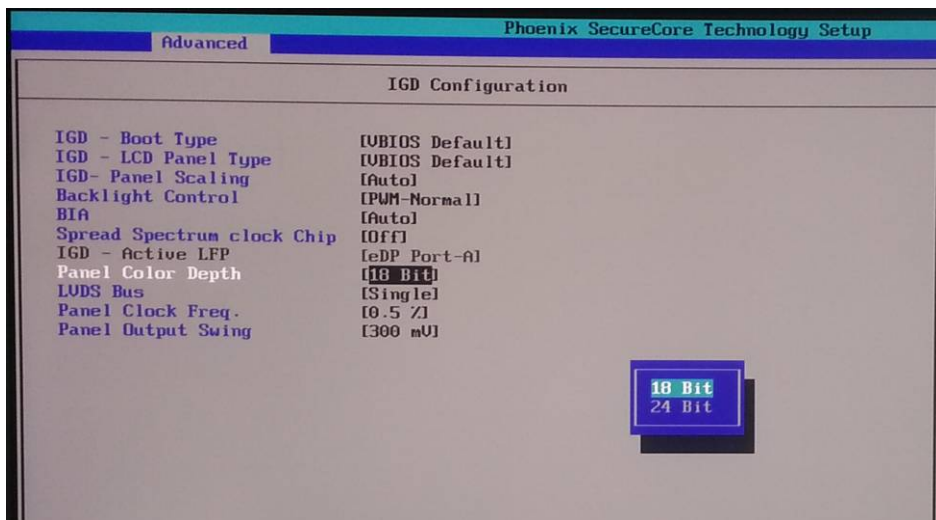 Phoenix SecureCore Technology Setup
Advanced
IGD Configuration
IGD - Boot Type [VBIOS Default]
IGD - LCD Panel Type [VBIOS Default]
IGD- Panel Scaling [Auto]
Backlight Control [PWM-Normal]
BIA [Auto]
Spread Spectrum clock Chip [Off]
IGD - Active LFP [eDP Port-A]
Panel Color Depth [18 Bit]
LVDS Bus [Single]
Panel Clock Freq. [0.5 %]
Panel Output Swing [300 mV]
18 Bit
24 Bit